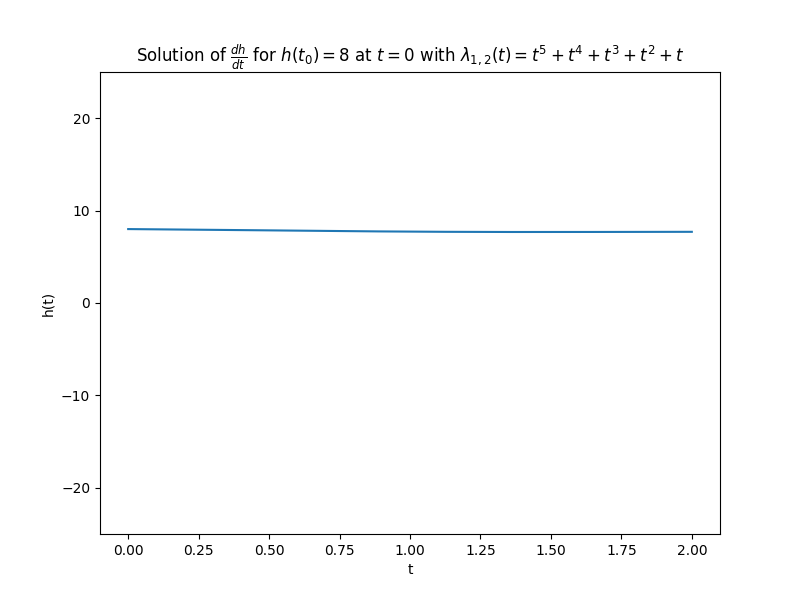 Solution of $\frac{dh}{dt}$ for $h(t_0) = 8$ at $t = 0$ with $\lambda_{1,2}(t) = t^5 + t^4 + t^3 + t^2 + t$
20
10
0
−10
−20
h(t)
0.00 0.25 0.50 0.75 1.00 1.25 1.50 1.75 2.00
t